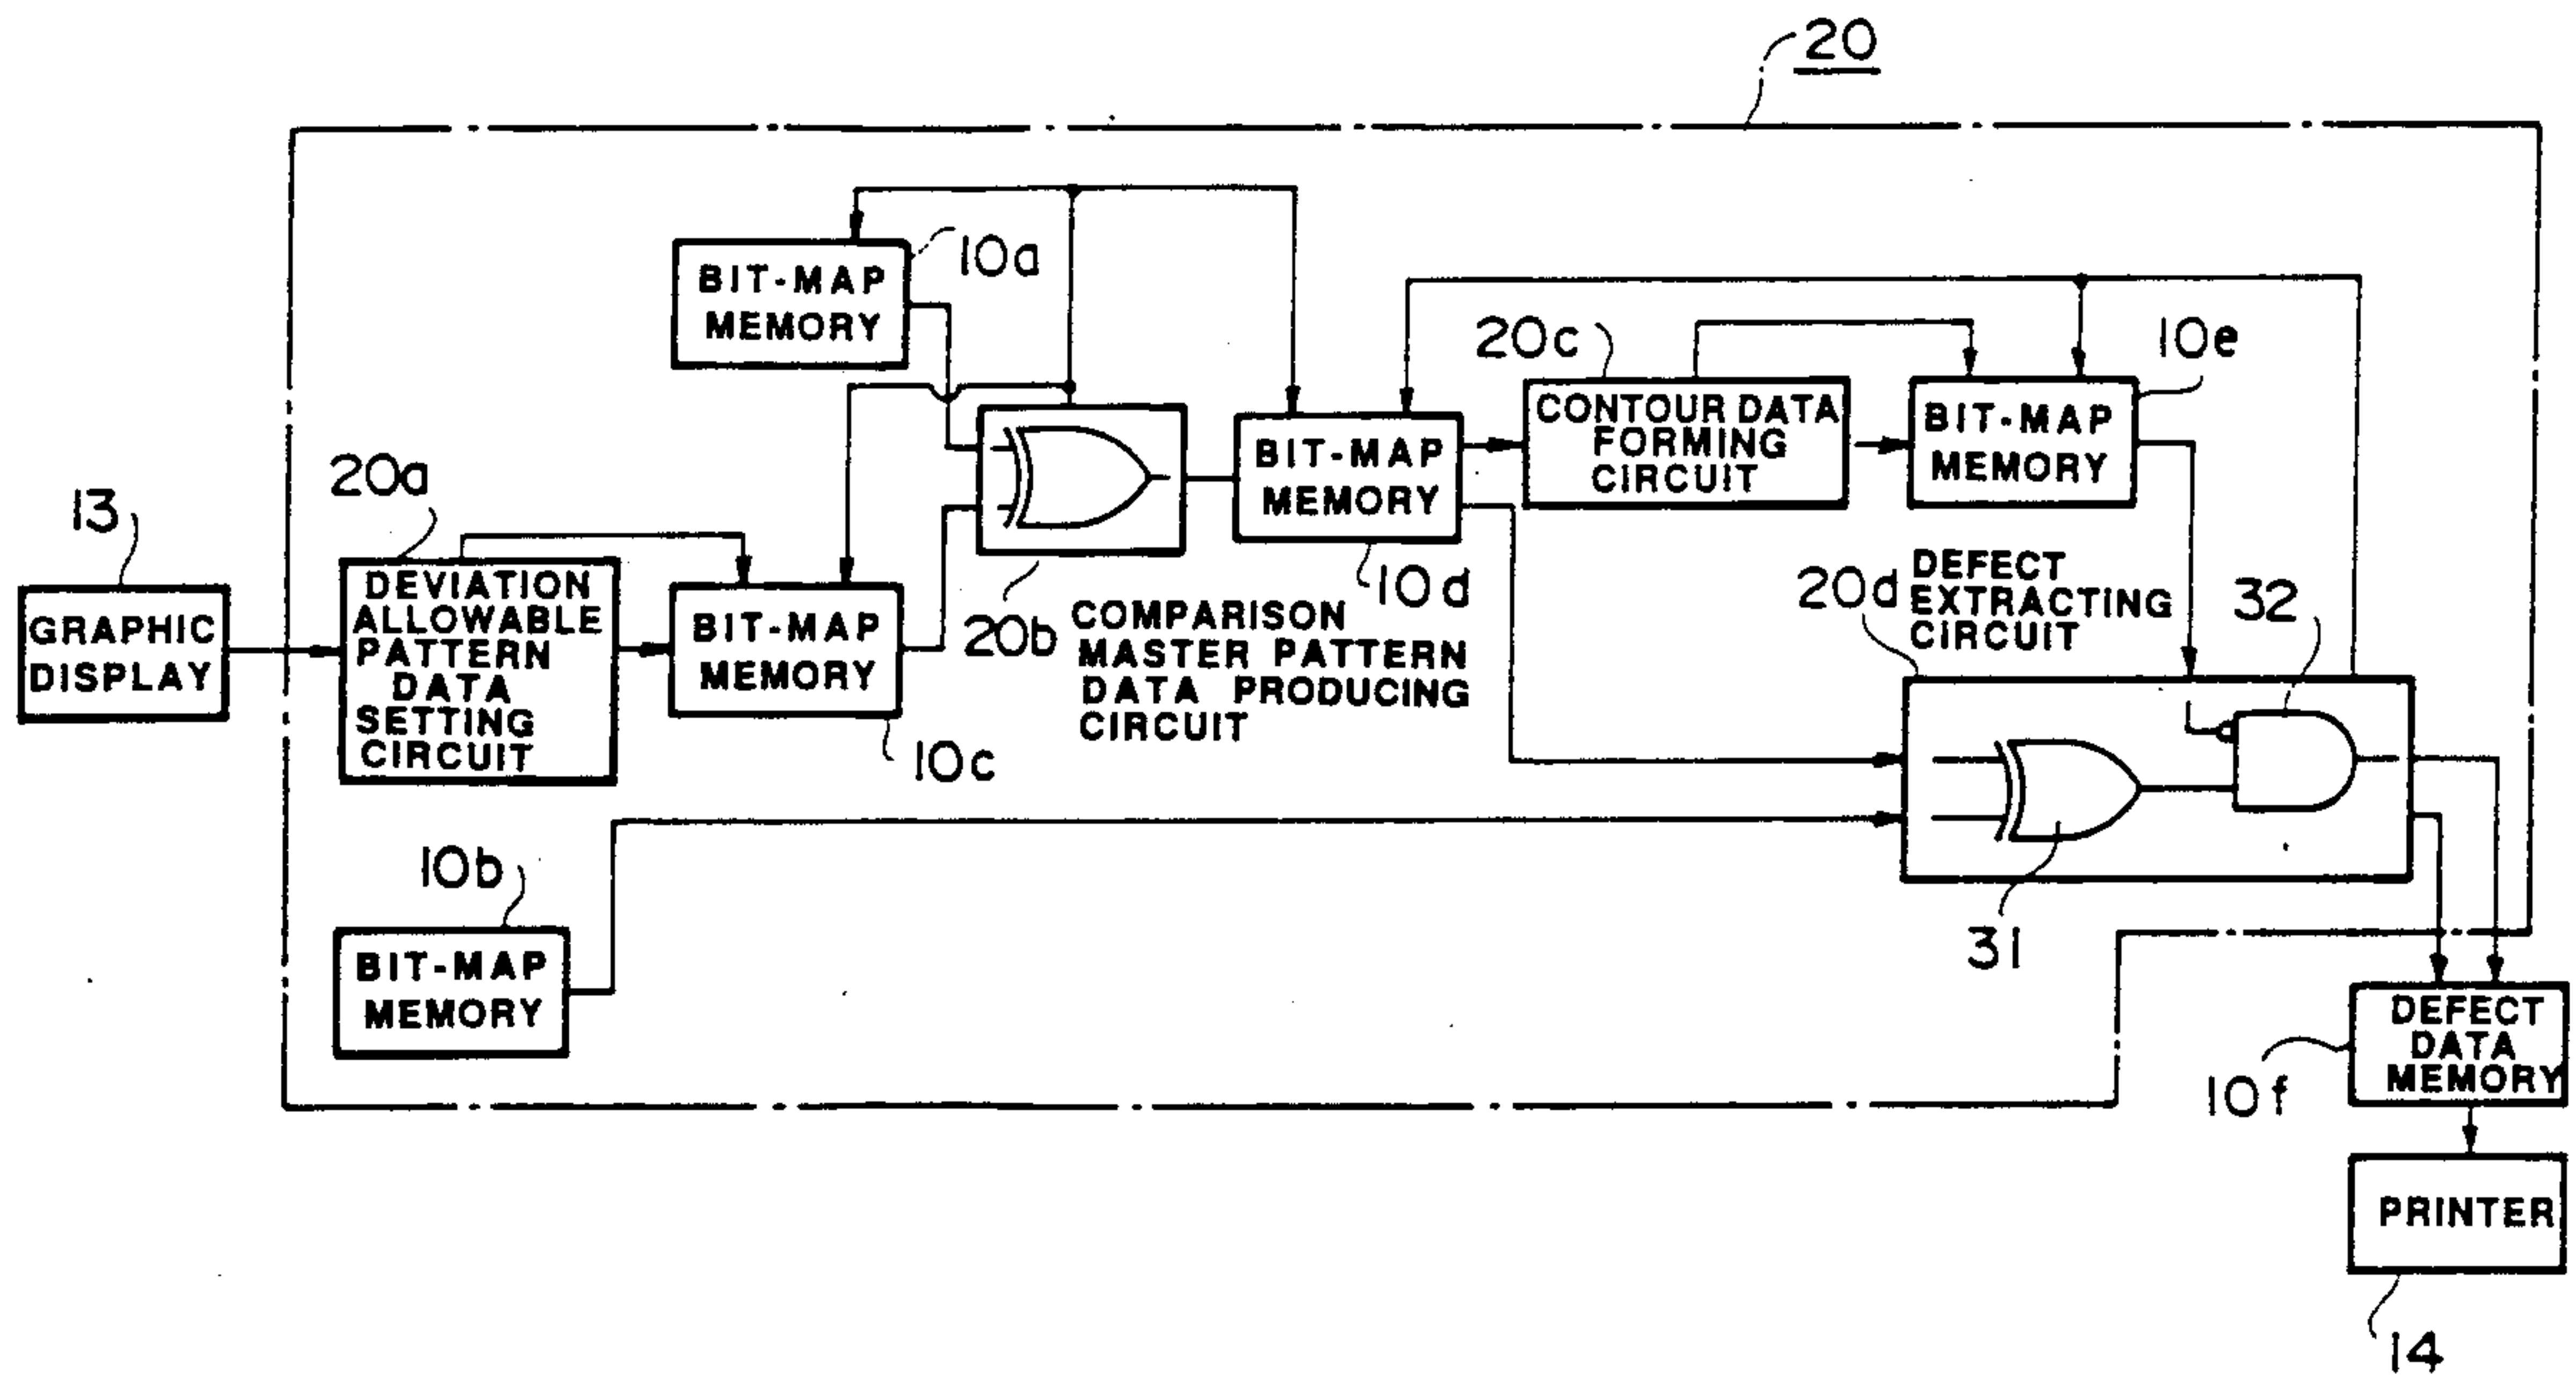 20
BIT-MAP
MEMORY
10a
20c
CONTOUR DATA
FORMING
CIRCUIT
10e
BIT-MAP
MEMORY
BIT-MAP
MEMORY
10d
13
GRAPHIC
DISPLAY
20a
DEVIATION
ALLOWABLE
PATTERN
DATA
SETTING
CIRCUIT
BIT-MAP
MEMORY
10c
20b
COMPARISON
MASTER PATTERN
DATA PRODUCING
CIRCUIT
20d
DEFECT
EXTRACTING
CIRCUIT
32
31
10b
BIT-MAP
MEMORY
DEFECT
DATA
MEMORY
10f
PRINTER
14